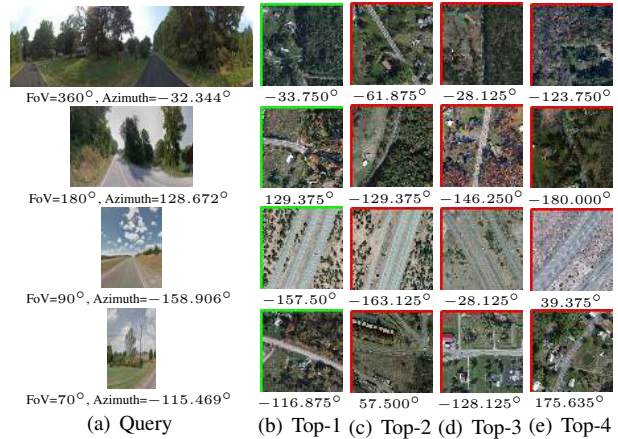 FoV=360°, Azimuth=−32.344°
−33.750° −61.875° −28.125° −123.750°
FoV=180°, Azimuth=128.672°
129.375° −129.375° −146.250° −180.000°
FoV=90°, Azimuth=−158.906°
−157.50° −163.125° −28.125° 39.375°
FoV=70°, Azimuth=−115.469°
−116.875° 57.500° −128.125° 175.635°
(a) Query (b) Top-1 (c) Top-2 (d) Top-3 (e) Top-4